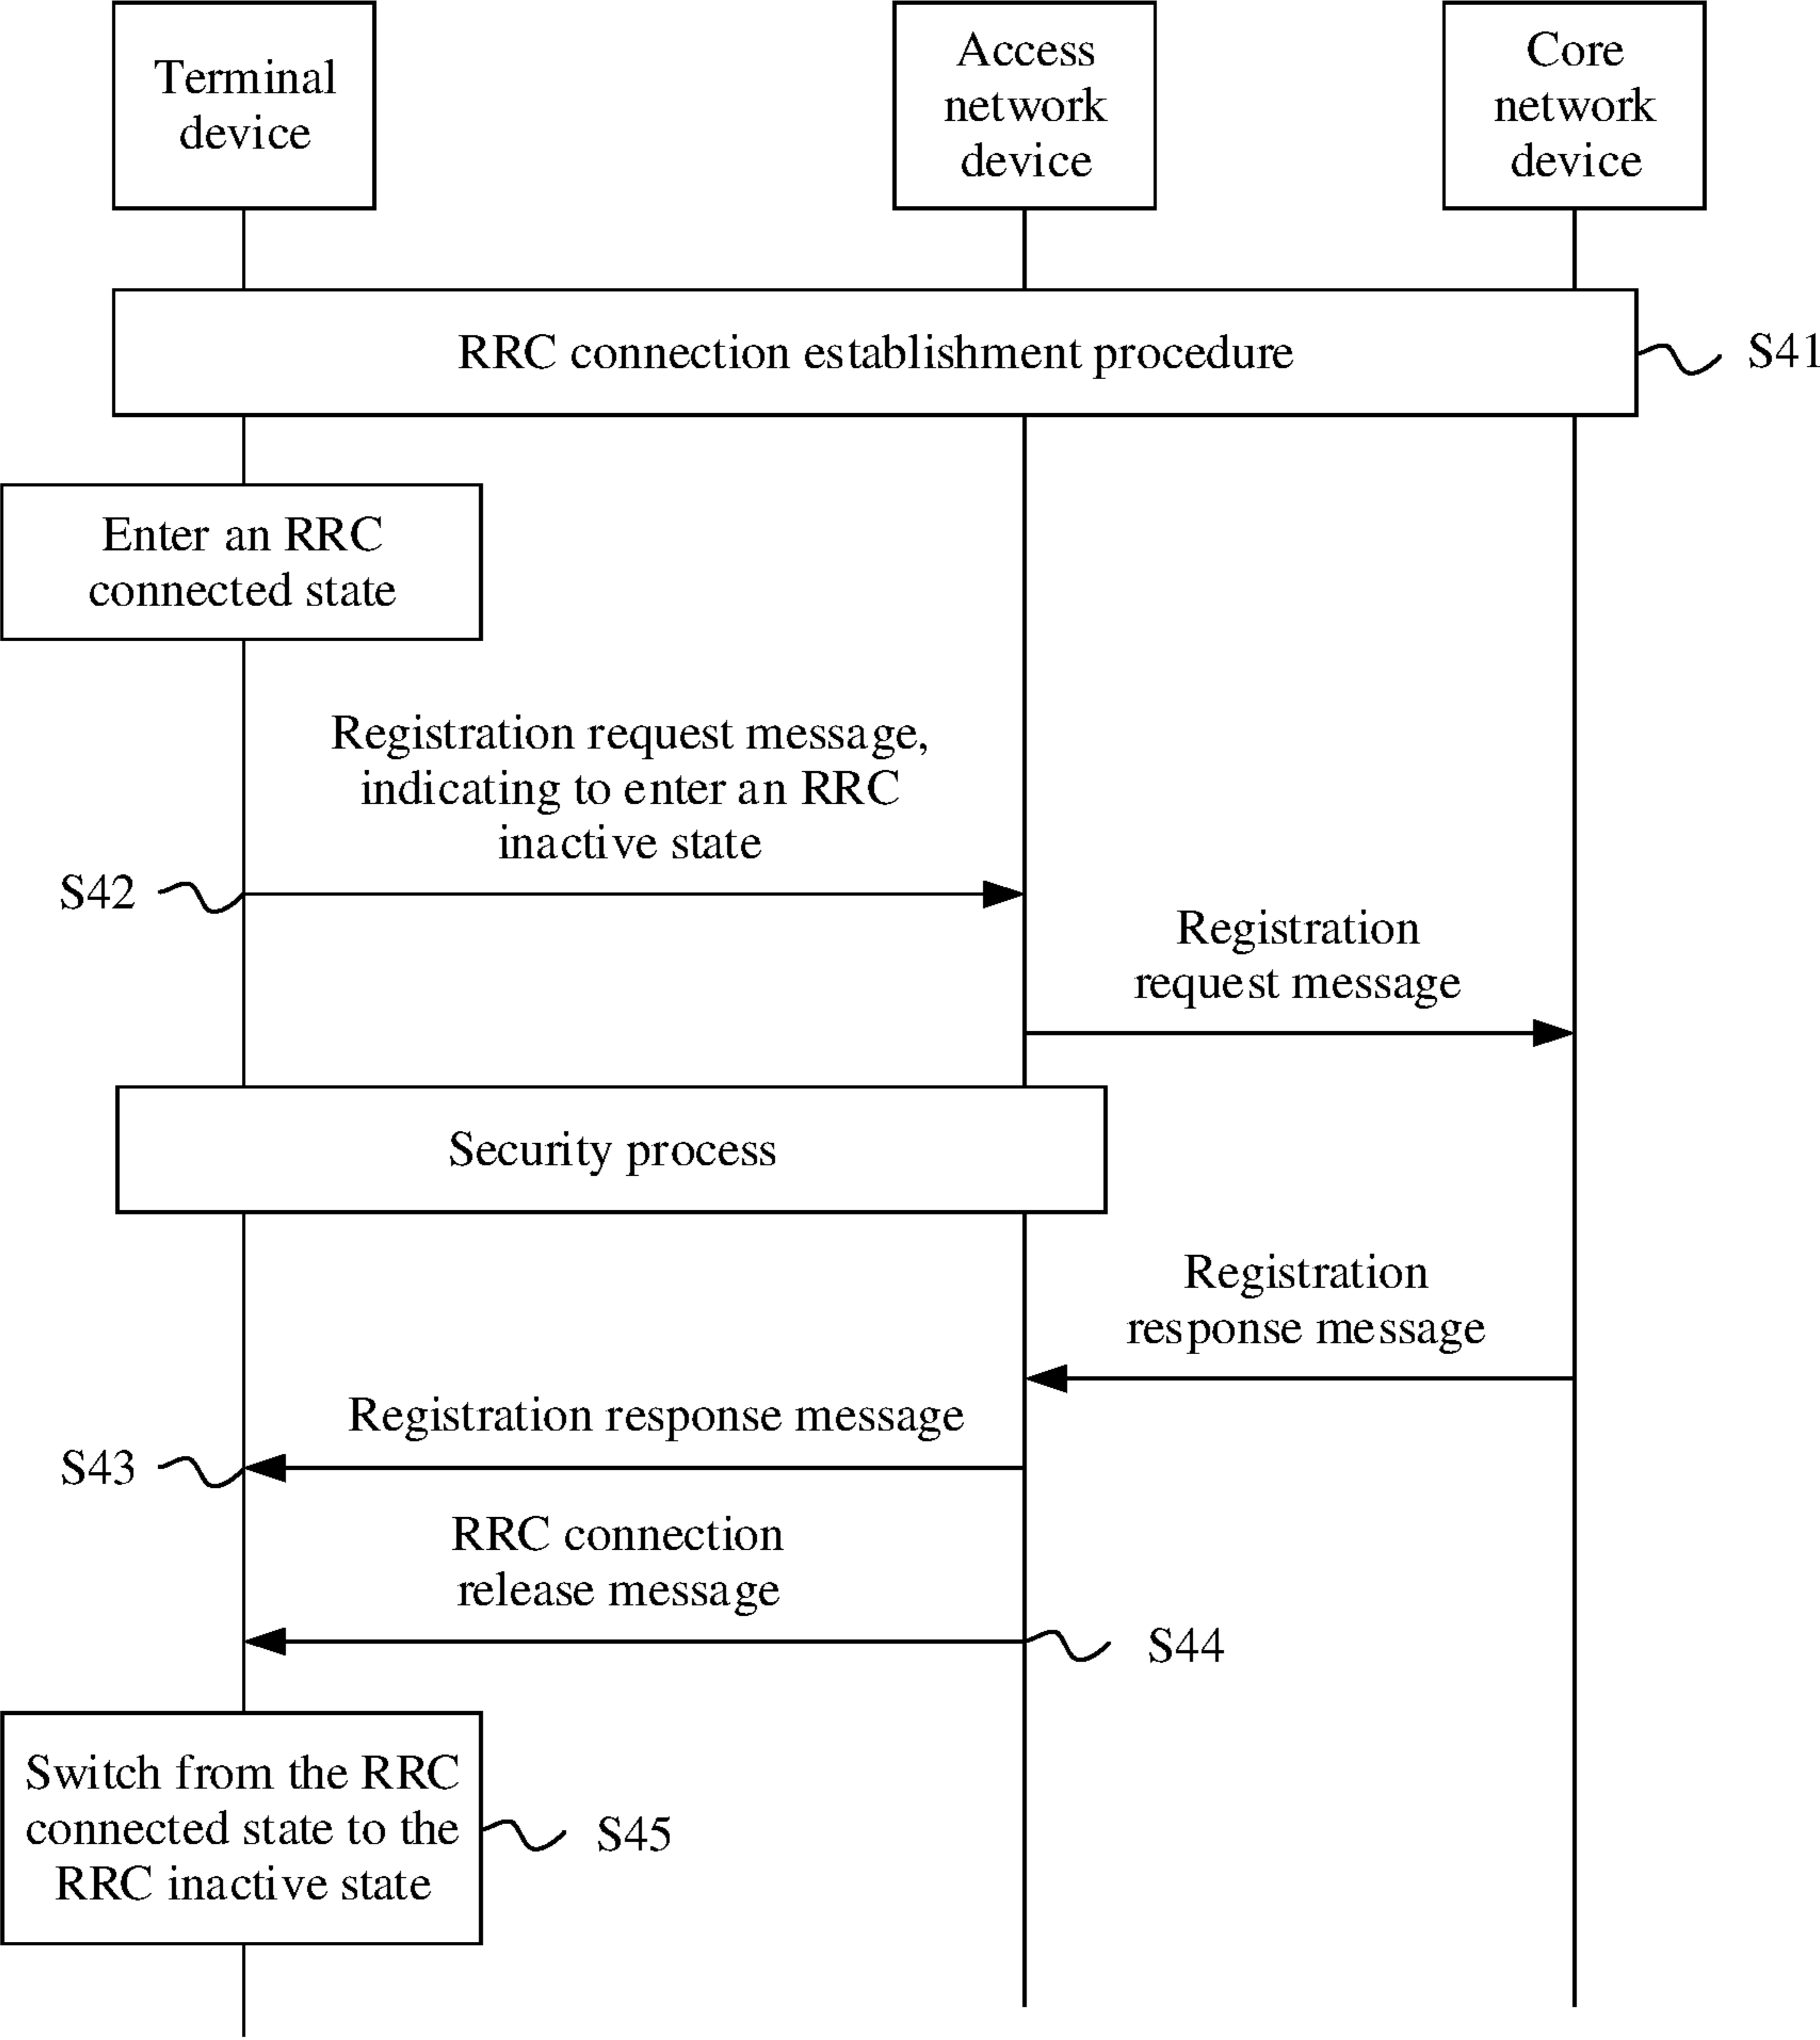 Terminal
device
Access
network
device
Core
network
device
RRC connection establishment procedure
S41
Enter an RRC
connected state
Registration request message,
indicating to enter an RRC
inactive state
S42
Registration
request message
Security process
Registration
response message
Registration response message
S43
RRC connection
release message
S44
Switch from the RRC
connected state to the
RRC inactive state
S45